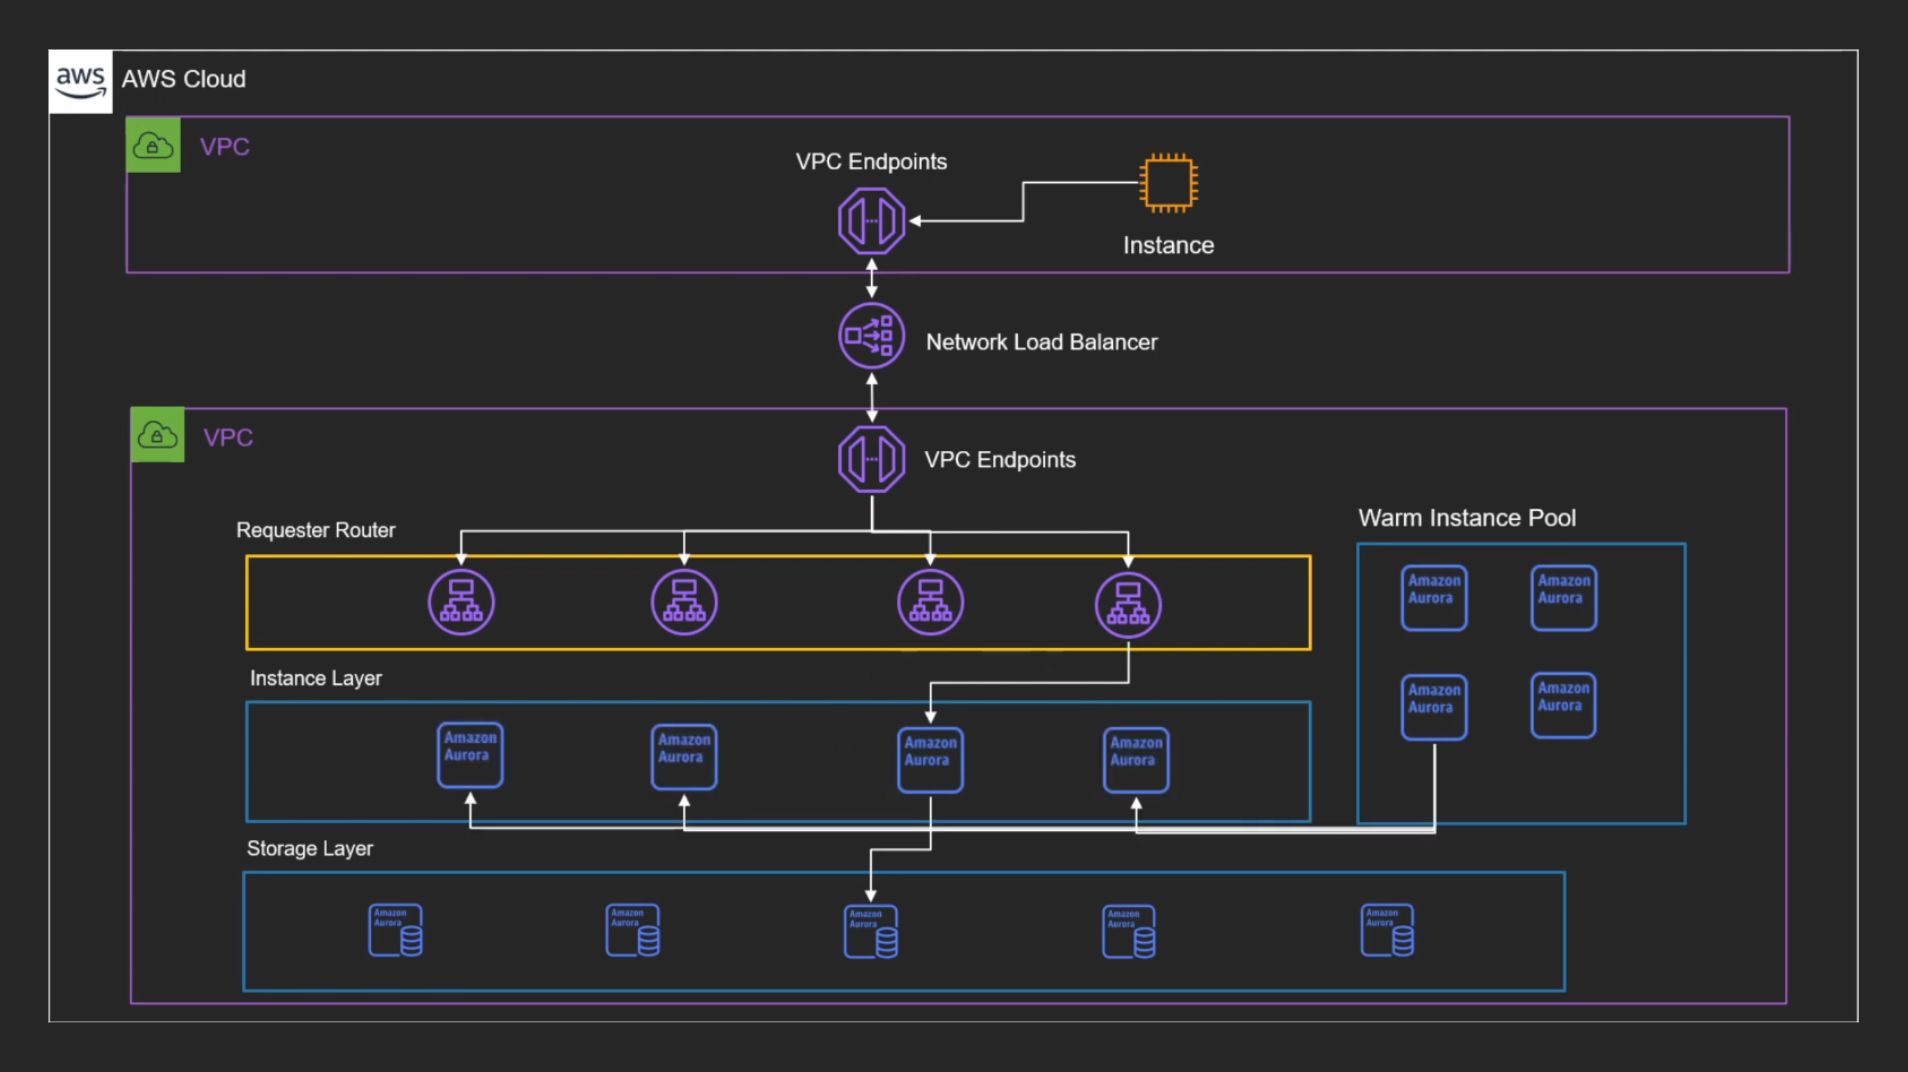 aws
AWS Cloud
VPC
VPC Endpoints
Instance
Network Load Balancer
VPC
VPC Endpoints
Requester Router
Warm Instance Pool
Amazon
Aurora
Amazon
Aurora
Amazon
Aurora
Amazon
Aurora
Instance Layer
Amazon
Aurora
Amazon
Aurora
Amazon
Aurora
Amazon
Aurora
Storage Layer
Amazon
Aurora
Amazon
Aurora
Amazon
Aurora
Amazon
Aurora
Amazon
Aurora